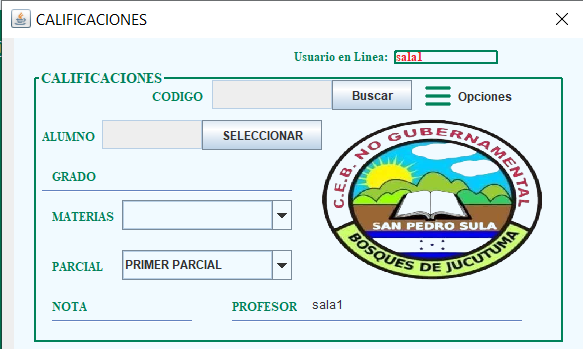 CALIFICACIONES
Usuario en Linea: sala1
CALIFICACIONES
CODIGO Buscar Opciones
ALUMNO SELECCIONAR
GRADO
MATERIAS
PARCIAL PRIMER PARCIAL
NOTA PROFESOR sala1
C.E.B. NO GUBERNAMENTAL
SAN PEDRO SULA
BOSQUES DE JUCUTUMA